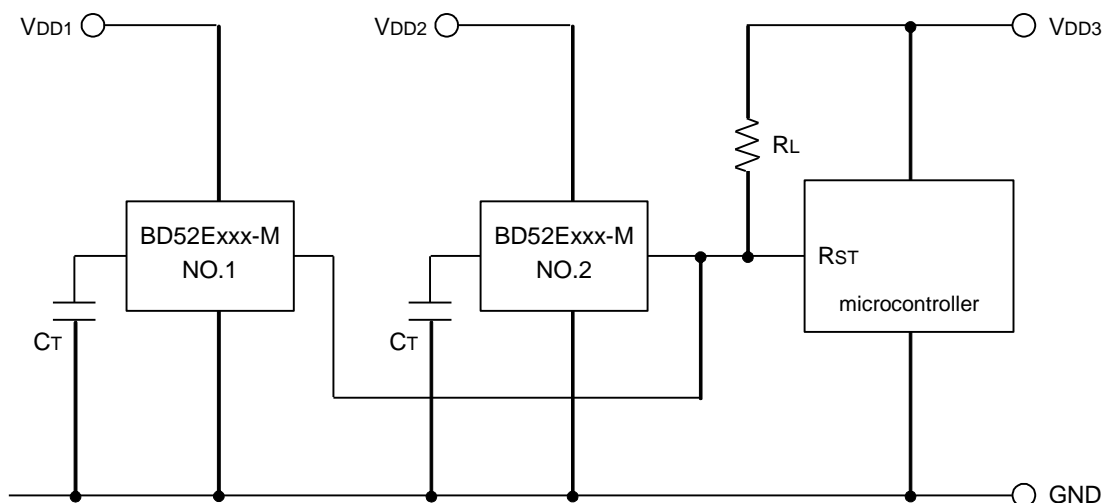 VDD1
VDD2
VDD3
RL
BD52Exxx-M
NO.1
BD52Exxx-M
NO.2
RST
microcontroller
CT
CT
GND